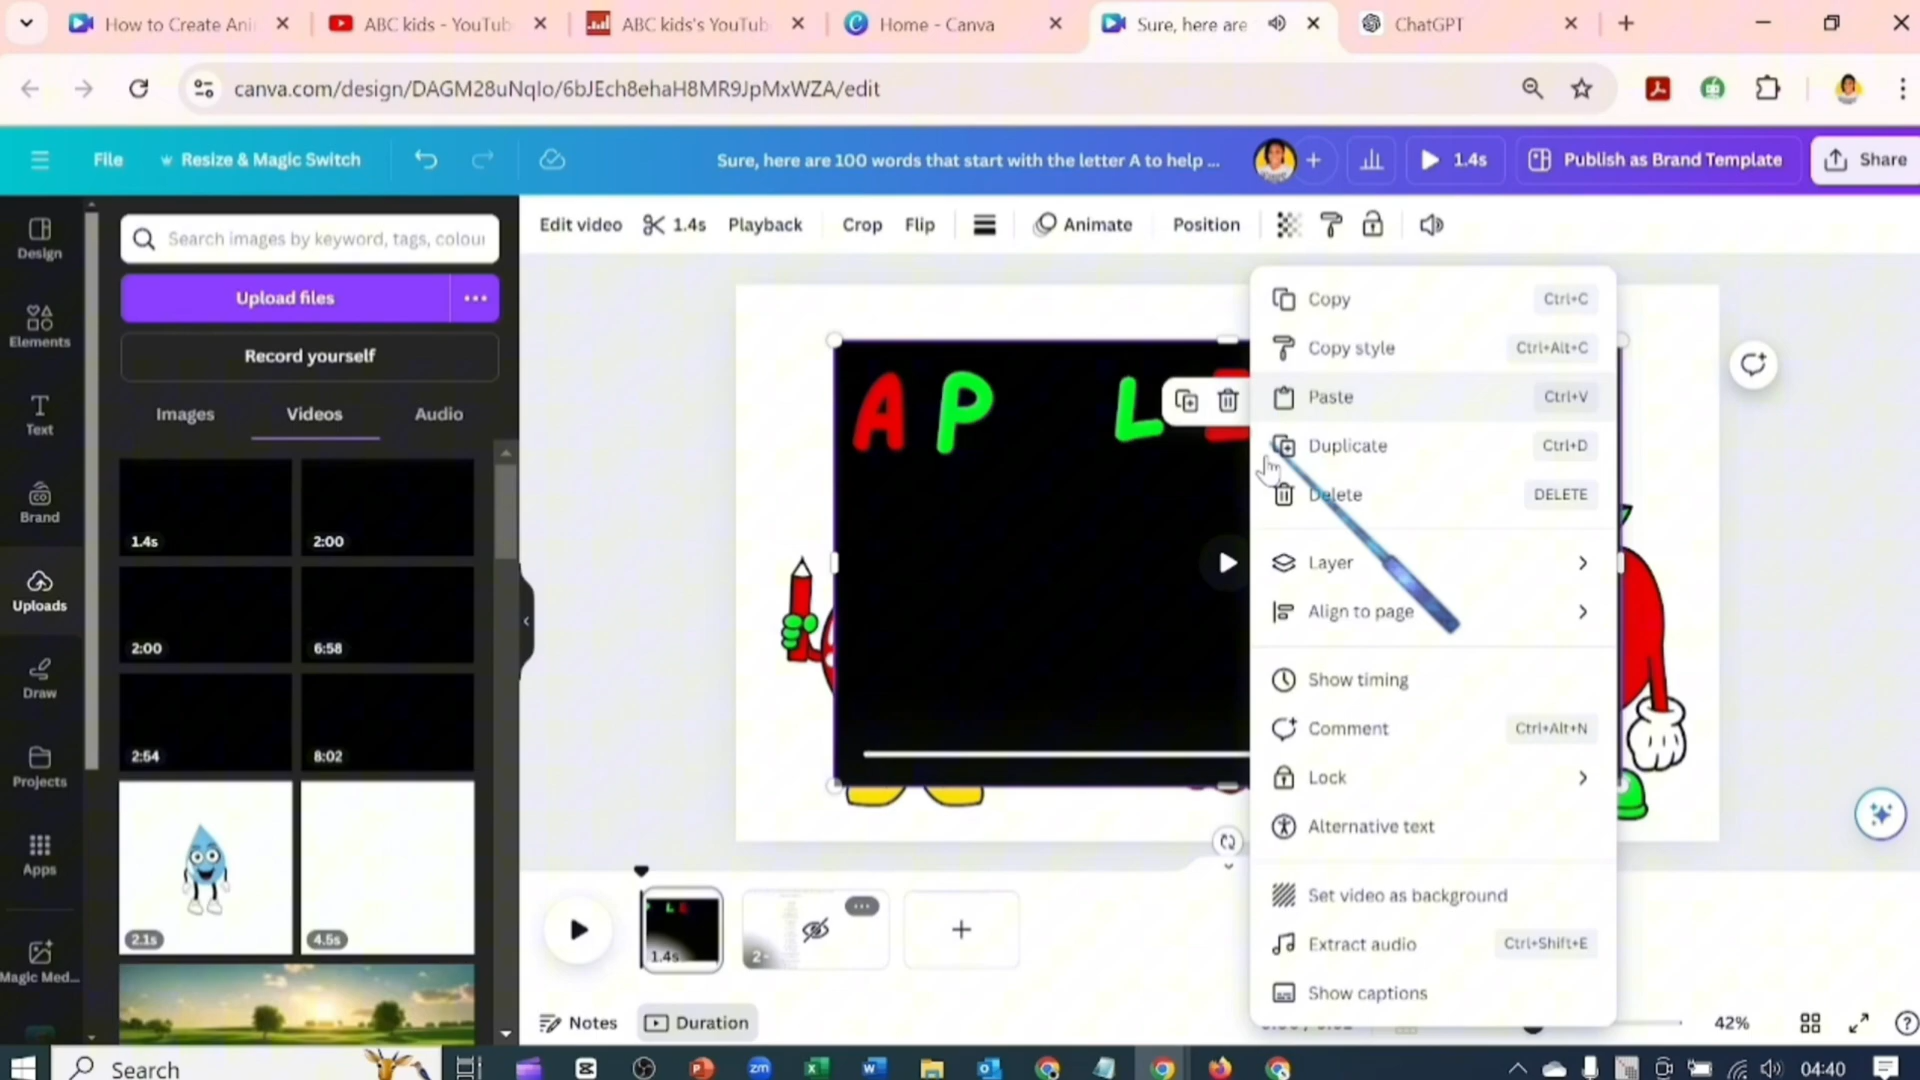 How to Create Ani
ABC kids - YouTub
ABC kids's YouTub
Home - Canva
Sure, here are
ChatGPT
canva.com/design/DAGM28uNqIo/6bJEch8ehaH8MR9JpMxWZA/edit
File
Resize & Magic Switch
Sure, here are 100 words that start with the letter A to help ...
1.4s
Publish as Brand Template
Share
Design
Elements
Text
Brand
Uploads
Draw
Projects
Apps
Magic Med...
Search images by keyword, tags, colou
Upload files
Record yourself
Images
Videos
Audio
1.4s
2:00
2:00
6:58
2:54
8:02
2.1s
4.5s
Edit video
1.4s
Playback
Crop
Flip
Animate
Position
A P L
Copy Ctrl+C
Copy style Ctrl+Alt+C
Paste Ctrl+V
Duplicate Ctrl+D
Delete DELETE
Layer
Align to page
Show timing
Comment Ctrl+Alt+N
Lock
Alternative text
Set video as background
Extract audio Ctrl+Shift+E
Show captions
L E
1.4s
2-
Notes
Duration
42%
Search
zm
04:40